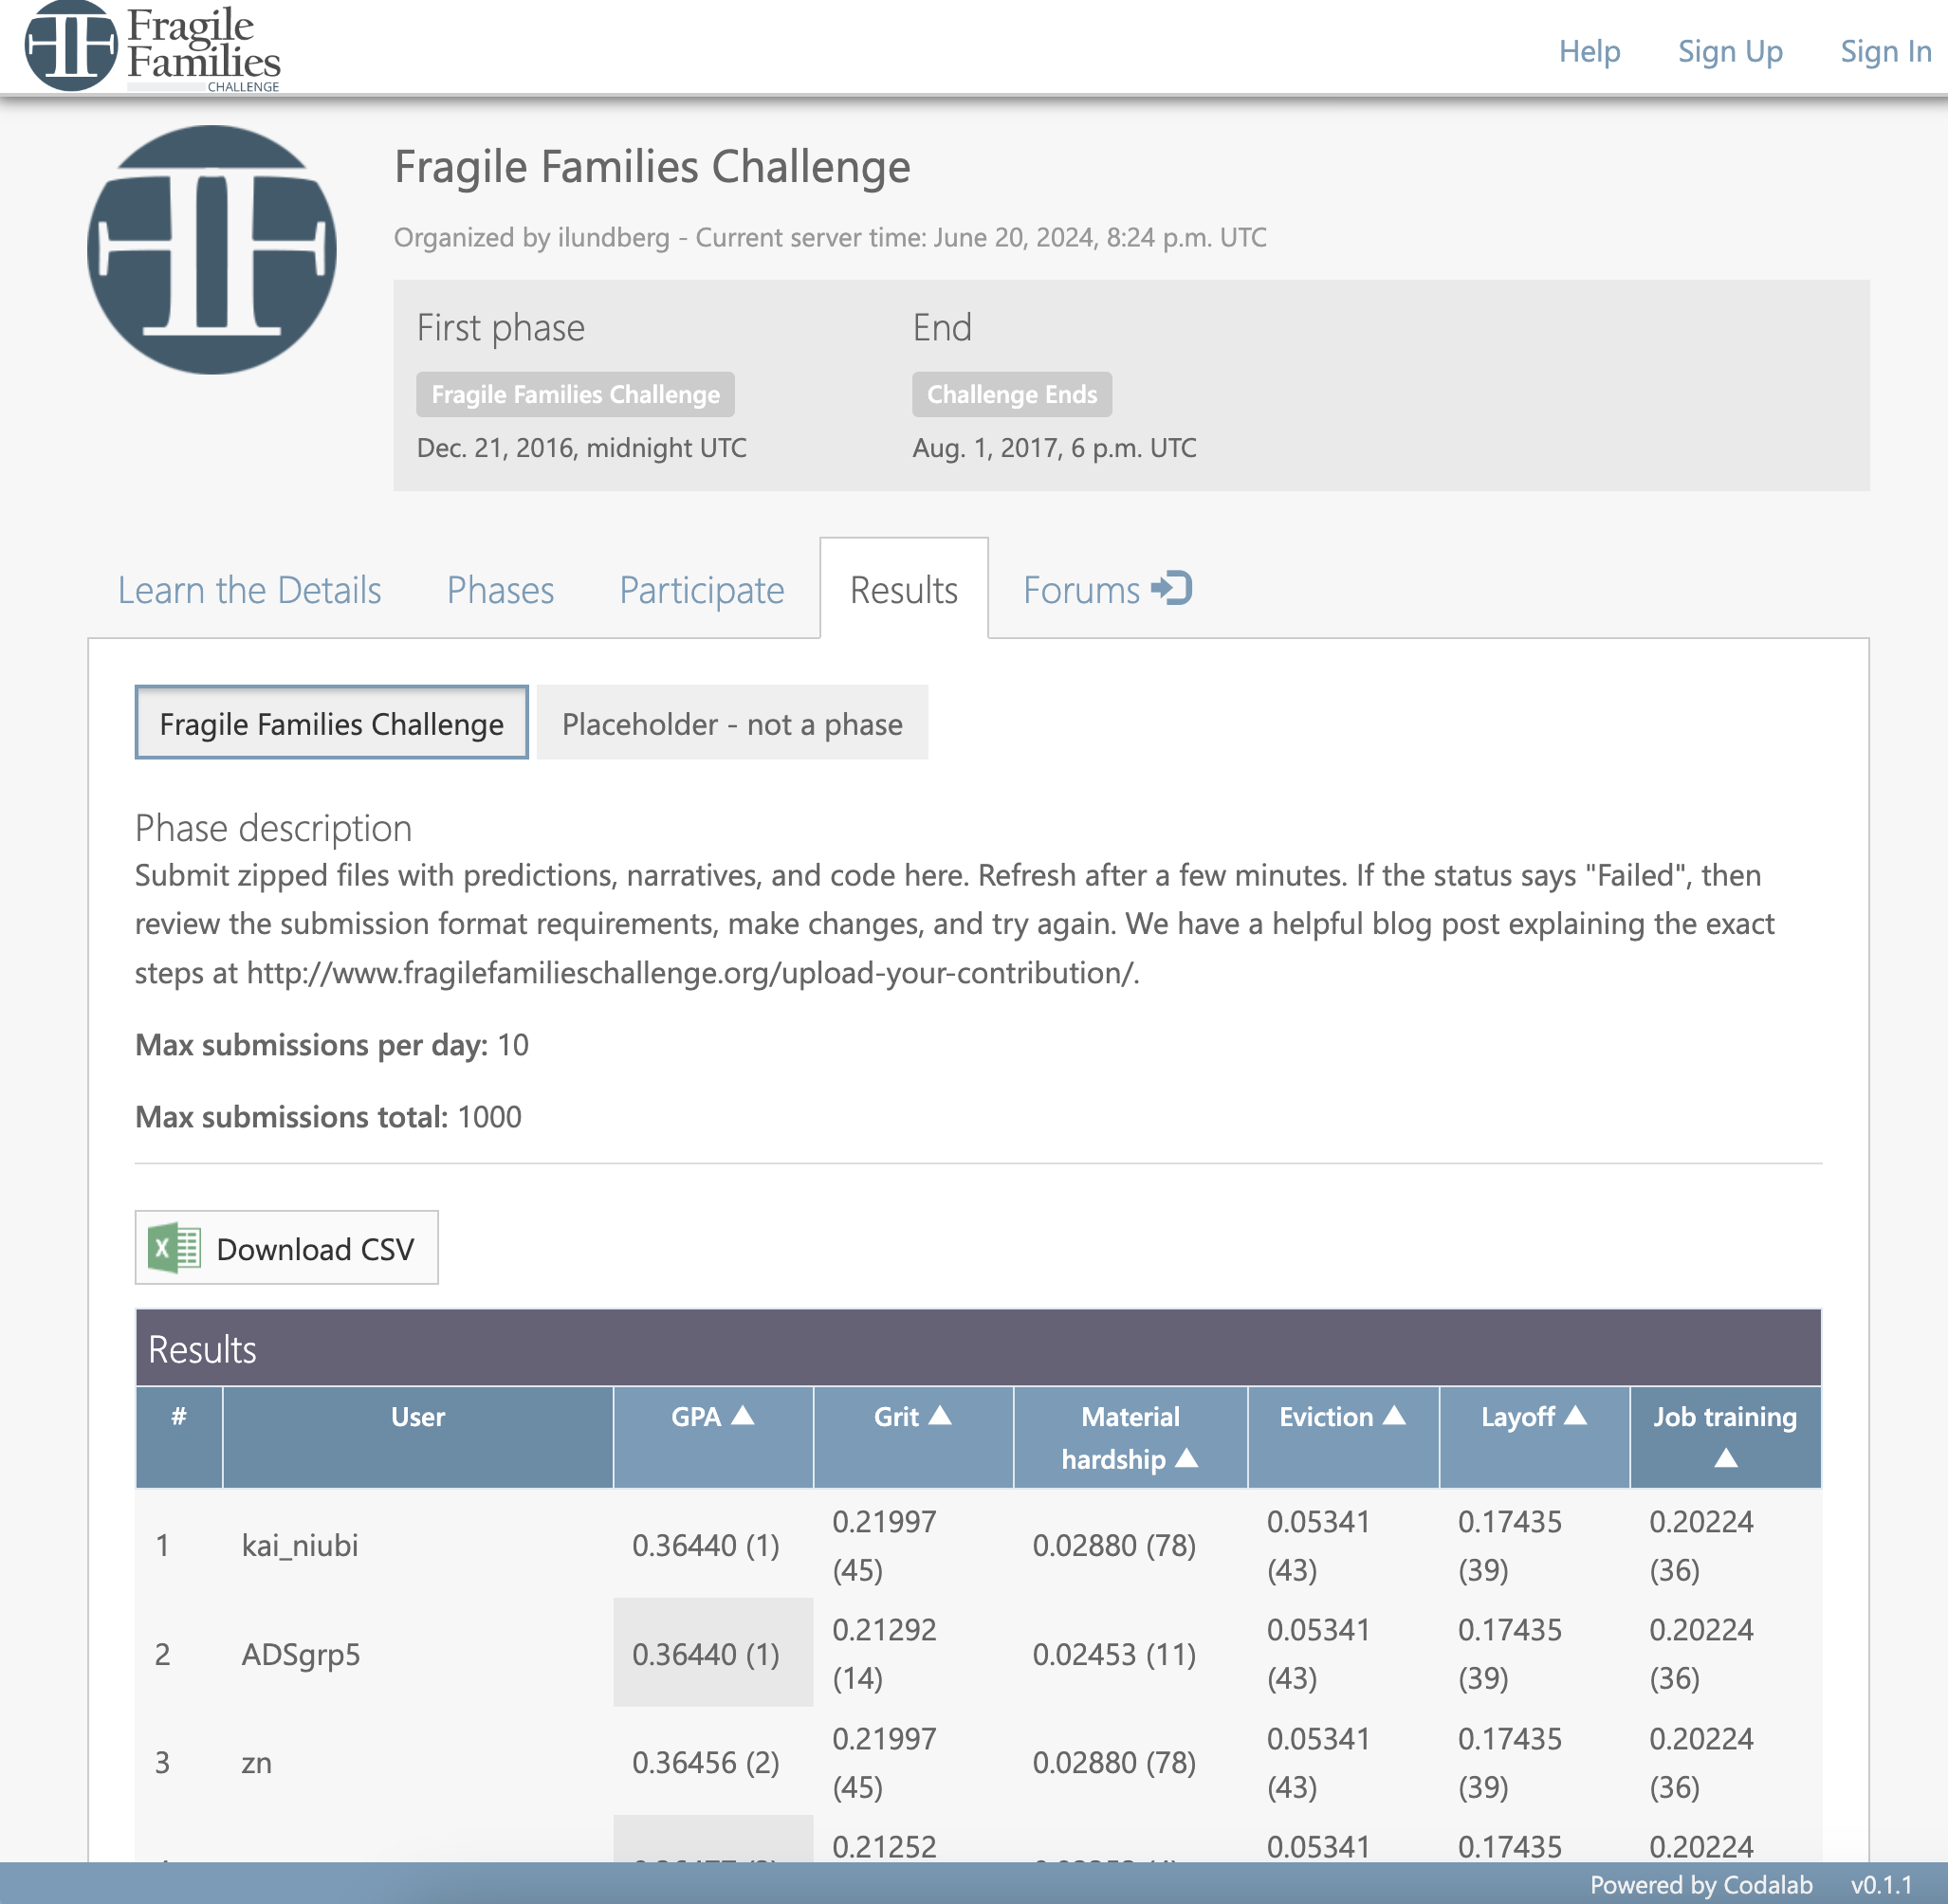 Fragile
Families
CHALLENGE
Help Sign Up Sign In
Fragile Families Challenge
Organized by ilundberg - Current server time: June 20, 2024, 8:24 p.m. UTC
First phase End
Fragile Families Challenge Challenge Ends
Dec. 21, 2016, midnight UTC Aug. 1, 2017, 6 p.m. UTC
Learn the Details Phases Participate Results Forums
Fragile Families Challenge Placeholder - not a phase
Phase description
Submit zipped files with predictions, narratives, and code here. Refresh after a few minutes. If the status says "Failed", then
review the submission format requirements, make changes, and try again. We have a helpful blog post explaining the exact
steps at http://www.fragilefamilieschallenge.org/upload-your-contribution/.
Max submissions per day: 10
Max submissions total: 1000
Download CSV
Results
# User GPA ▲ Grit ▲ Material hardship ▲ Eviction ▲ Layoff ▲ Job training ▲
1 kai_niubi 0.36440 (1) 0.21997 (45) 0.02880 (78) 0.05341 (43) 0.17435 (39) 0.20224 (36)
2 ADSgrp5 0.36440 (1) 0.21292 (14) 0.02453 (11) 0.05341 (43) 0.17435 (39) 0.20224 (36)
3 zn 0.36456 (2) 0.21997 (45) 0.02880 (78) 0.05341 (43) 0.17435 (39) 0.20224 (36)
0.21252 0.05341 0.17435 0.20224
Powered by Codalab v0.1.1